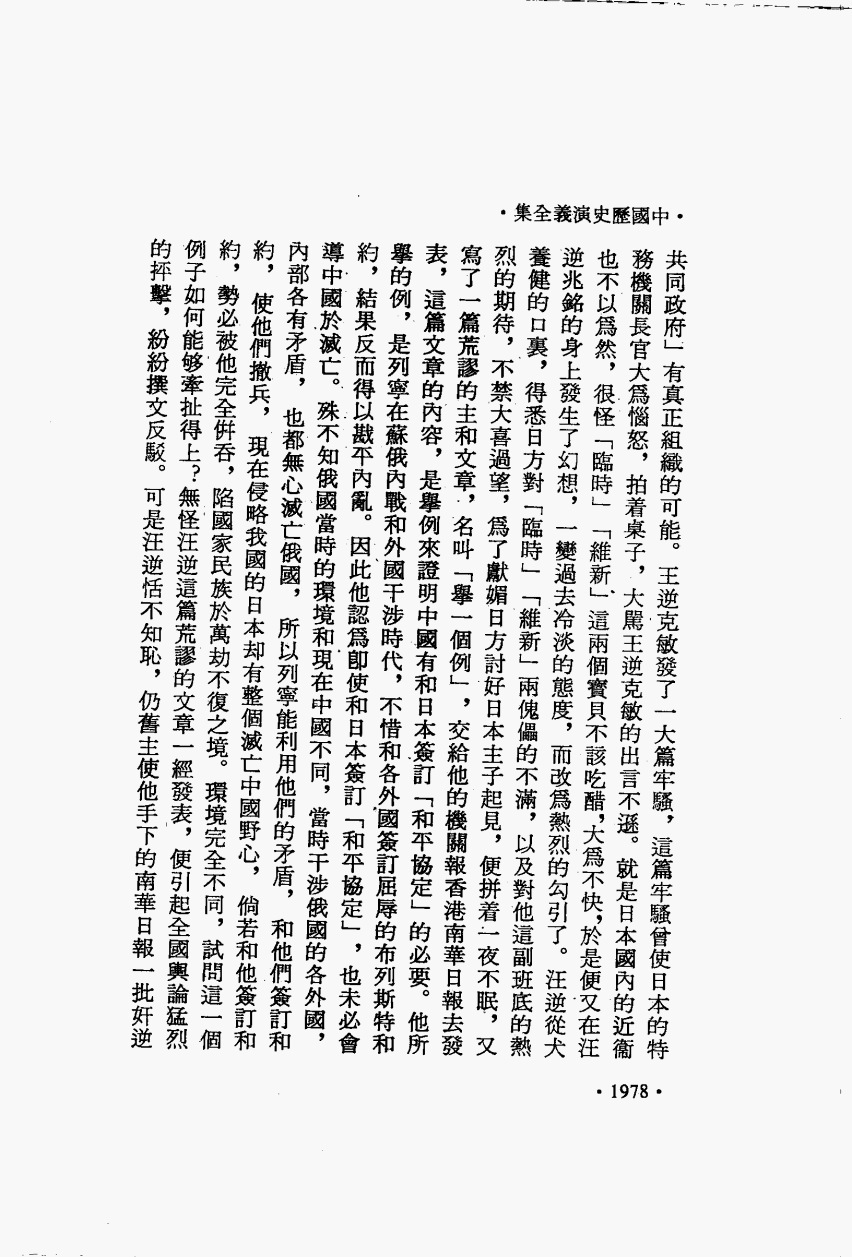 ・中國歷史演義全集・
共同政府」有真正組織的可能。王逆克敏發了一大篇牢騷，這篇牢騷曾使日本的特
務機關長官大爲惱怒，拍着桌子，大駡王逆克敏的出言不遜。就是日本國內的近衞
也不以爲然，很怪「臨時」「維新」這兩個寶貝不該吃醋，大爲不快；於是便又在汪
逆兆銘的身上發生了幻想，一變過去冷淡的態度，而改爲熱烈的勾引了。汪逆從犬
養健的口裏，得悉日方對「臨時」「維新」兩傀儡的不滿，以及對他這副班底的熱
烈的期待，不禁大喜過望，爲了獻媚日方討好日本主子起見，便拼着一夜不眠，又
寫了一篇荒謬的主和文章，名叫「舉一個例」，交給他的機關報香港南華日報去發
表，這篇文章的內容，是舉例來證明中國有和日本簽訂「和平協定」的必要。他所
舉的例，是列寧在蘇俄內戰和外國干涉時代，不惜和各外國簽訂屈辱的布列斯特和
約，結果反而得以戡平內亂。因此他認爲卽使和日本簽訂「和平協定」，也未必會
導中國於滅亡。殊不知俄國當時的環境和現在中國不同，當時干涉俄國的各外國，
內部各有矛盾，也都無心滅亡俄國，所以列寧能利用他們的矛盾，和他們簽訂和
約，使他們撤兵，現在侵略我國的日本却有整個滅亡中國野心，倘若和他簽訂和
約，勢必被他完全倂吞，陷國家民族於萬劫不復之境。環境完全不同，試問這一個
例子如何能够牽扯得上？無怪汪逆這篇荒謬的文章一經發表，便引起全國輿論猛烈
的抨擊，紛紛撰文反駁。可是汪逆恬不知恥，仍舊主使他手下的南華日報一批奸逆
・1978・